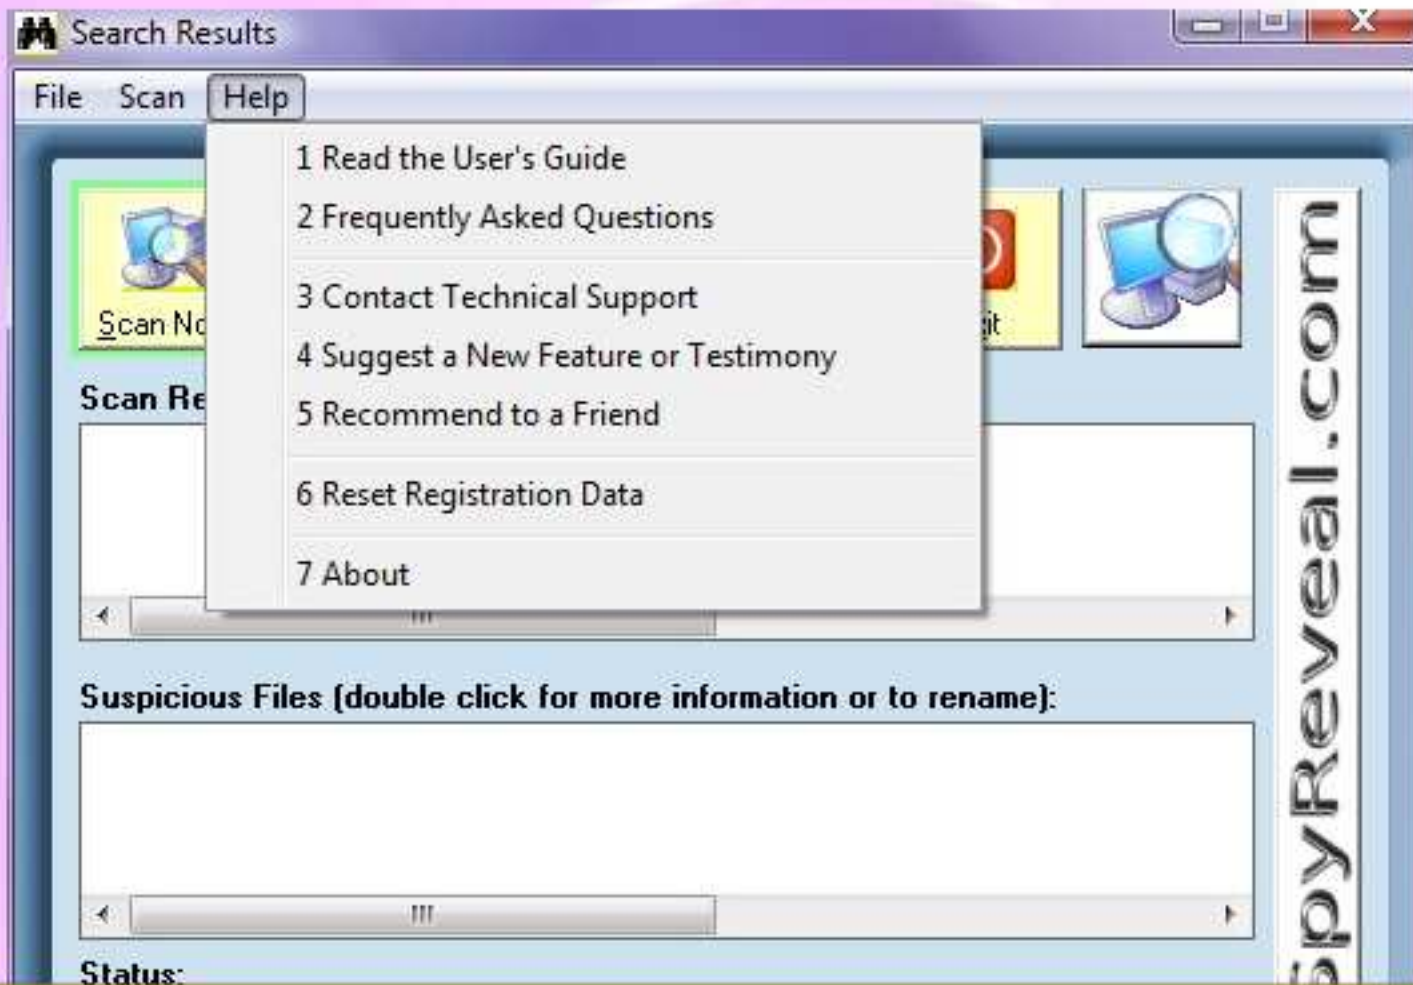 Search Results
File Scan Help
1 Read the User's Guide
2 Frequently Asked Questions
3 Contact Technical Support
4 Suggest a New Feature or Testimony
5 Recommend to a Friend
6 Reset Registration Data
7 About
Scan
Scan
Suspicious Files (double click for more information or to rename):
Status:
SpyReveal.com